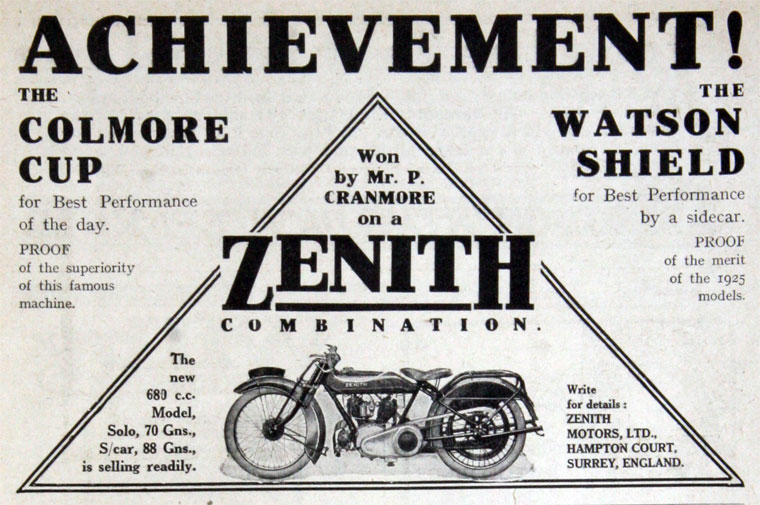 ACHIEVEMENT!
THE
COLMORE
CUP
for Best Performance
of the day.
PROOF
of the superiority
of this famous
machine.
THE
WATSON
SHIELD
for Best Performance
by a sidecar.
PROOF
of the merit
of the 1925
models.
Won
by Mr. P.
CRANMORE
on a
ZENITH
COMBINATION.
The
new
680 c.c.
Model,
Solo, 70 Gns.,
S/car, 88 Gns.,
is selling readily.
ZENITH
Write
for details :
ZENITH
MOTORS, LTD.,
HAMPTON COURT,
SURREY, ENGLAND.